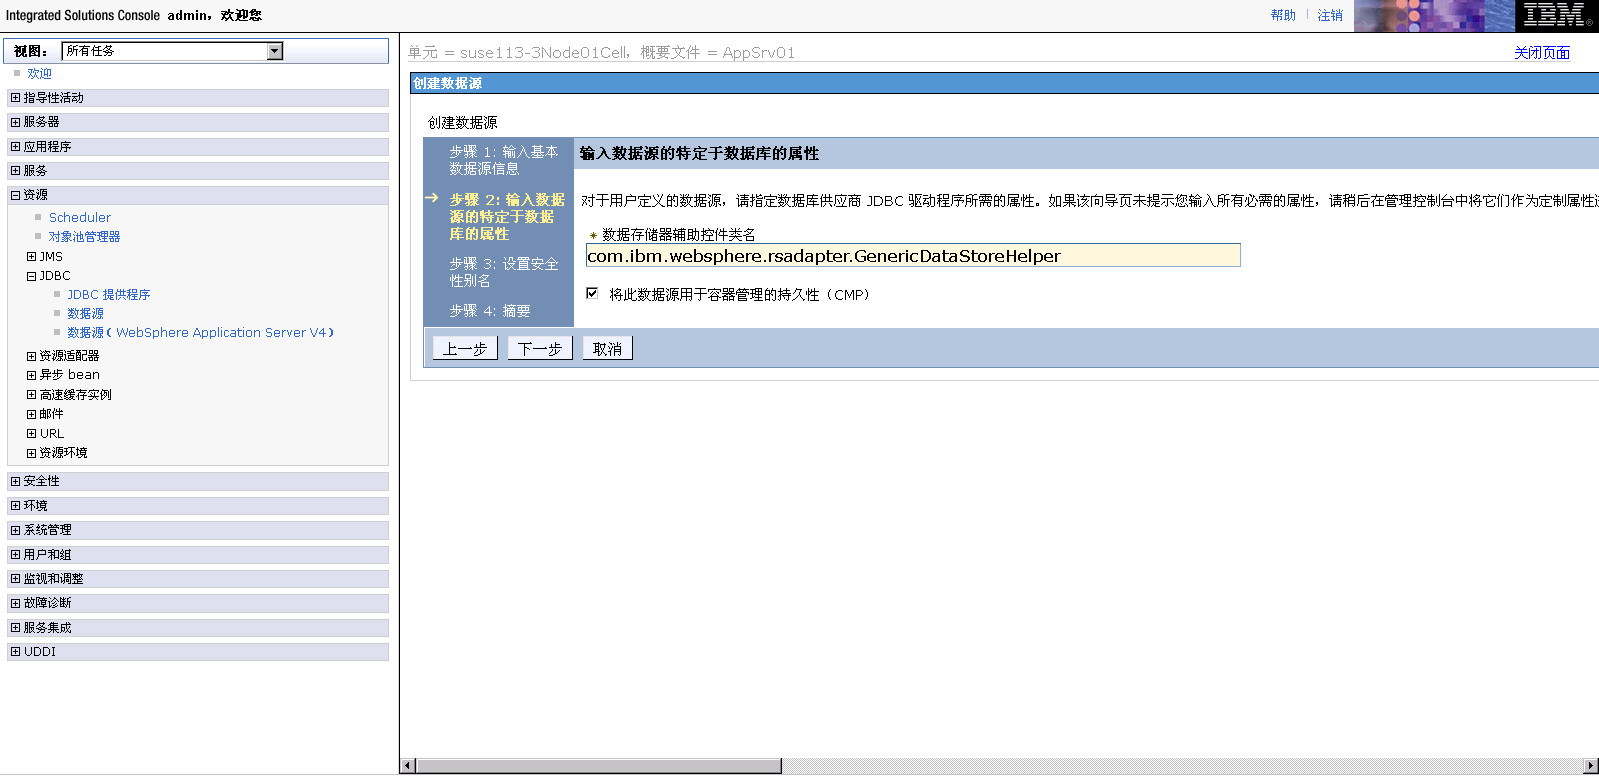 Integrated Solutions Console admin，欢迎您
帮助 注销
IBM®
视图： 所有任务
欢迎
指导性活动
服务器
应用程序
服务
资源
Scheduler
对象池管理器
JMS
JDBC
JDBC 提供程序
数据源
数据源（WebSphere Application Server V4）
资源适配器
异步 bean
高速缓存实例
邮件
URL
资源环境
安全性
环境
系统管理
用户和组
监视和调整
故障诊断
服务集成
UDDI
单元 = suse113-3Node01Cell，概要文件 = AppSrv01
关闭页面
创建数据源
创建数据源
步骤 1: 输入基本
数据源信息
步骤 2: 输入数据
源的特定于数据
库的属性
步骤 3: 设置安全
性别名
步骤 4: 摘要
输入数据源的特定于数据库的属性
对于用户定义的数据源，请指定数据库供应商 JDBC 驱动程序所需的属性。如果该向导页未提示您输入所有必需的属性，请稍后在管理控制台中将它们作为定制属性
* 数据存储器辅助控件类名
com.ibm.websphere.rsadapter.GenericDataStoreHelper
将此数据源用于容器管理的持久性（CMP）
上一步 下一步 取消